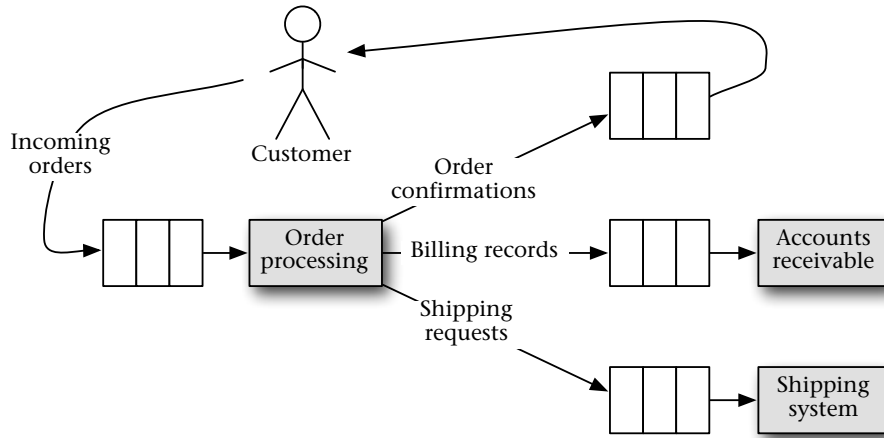 Incoming
orders
Customer
Order
confirmations
Order
processing
Billing records
Accounts
receivable
Shipping
requests
Shipping
system